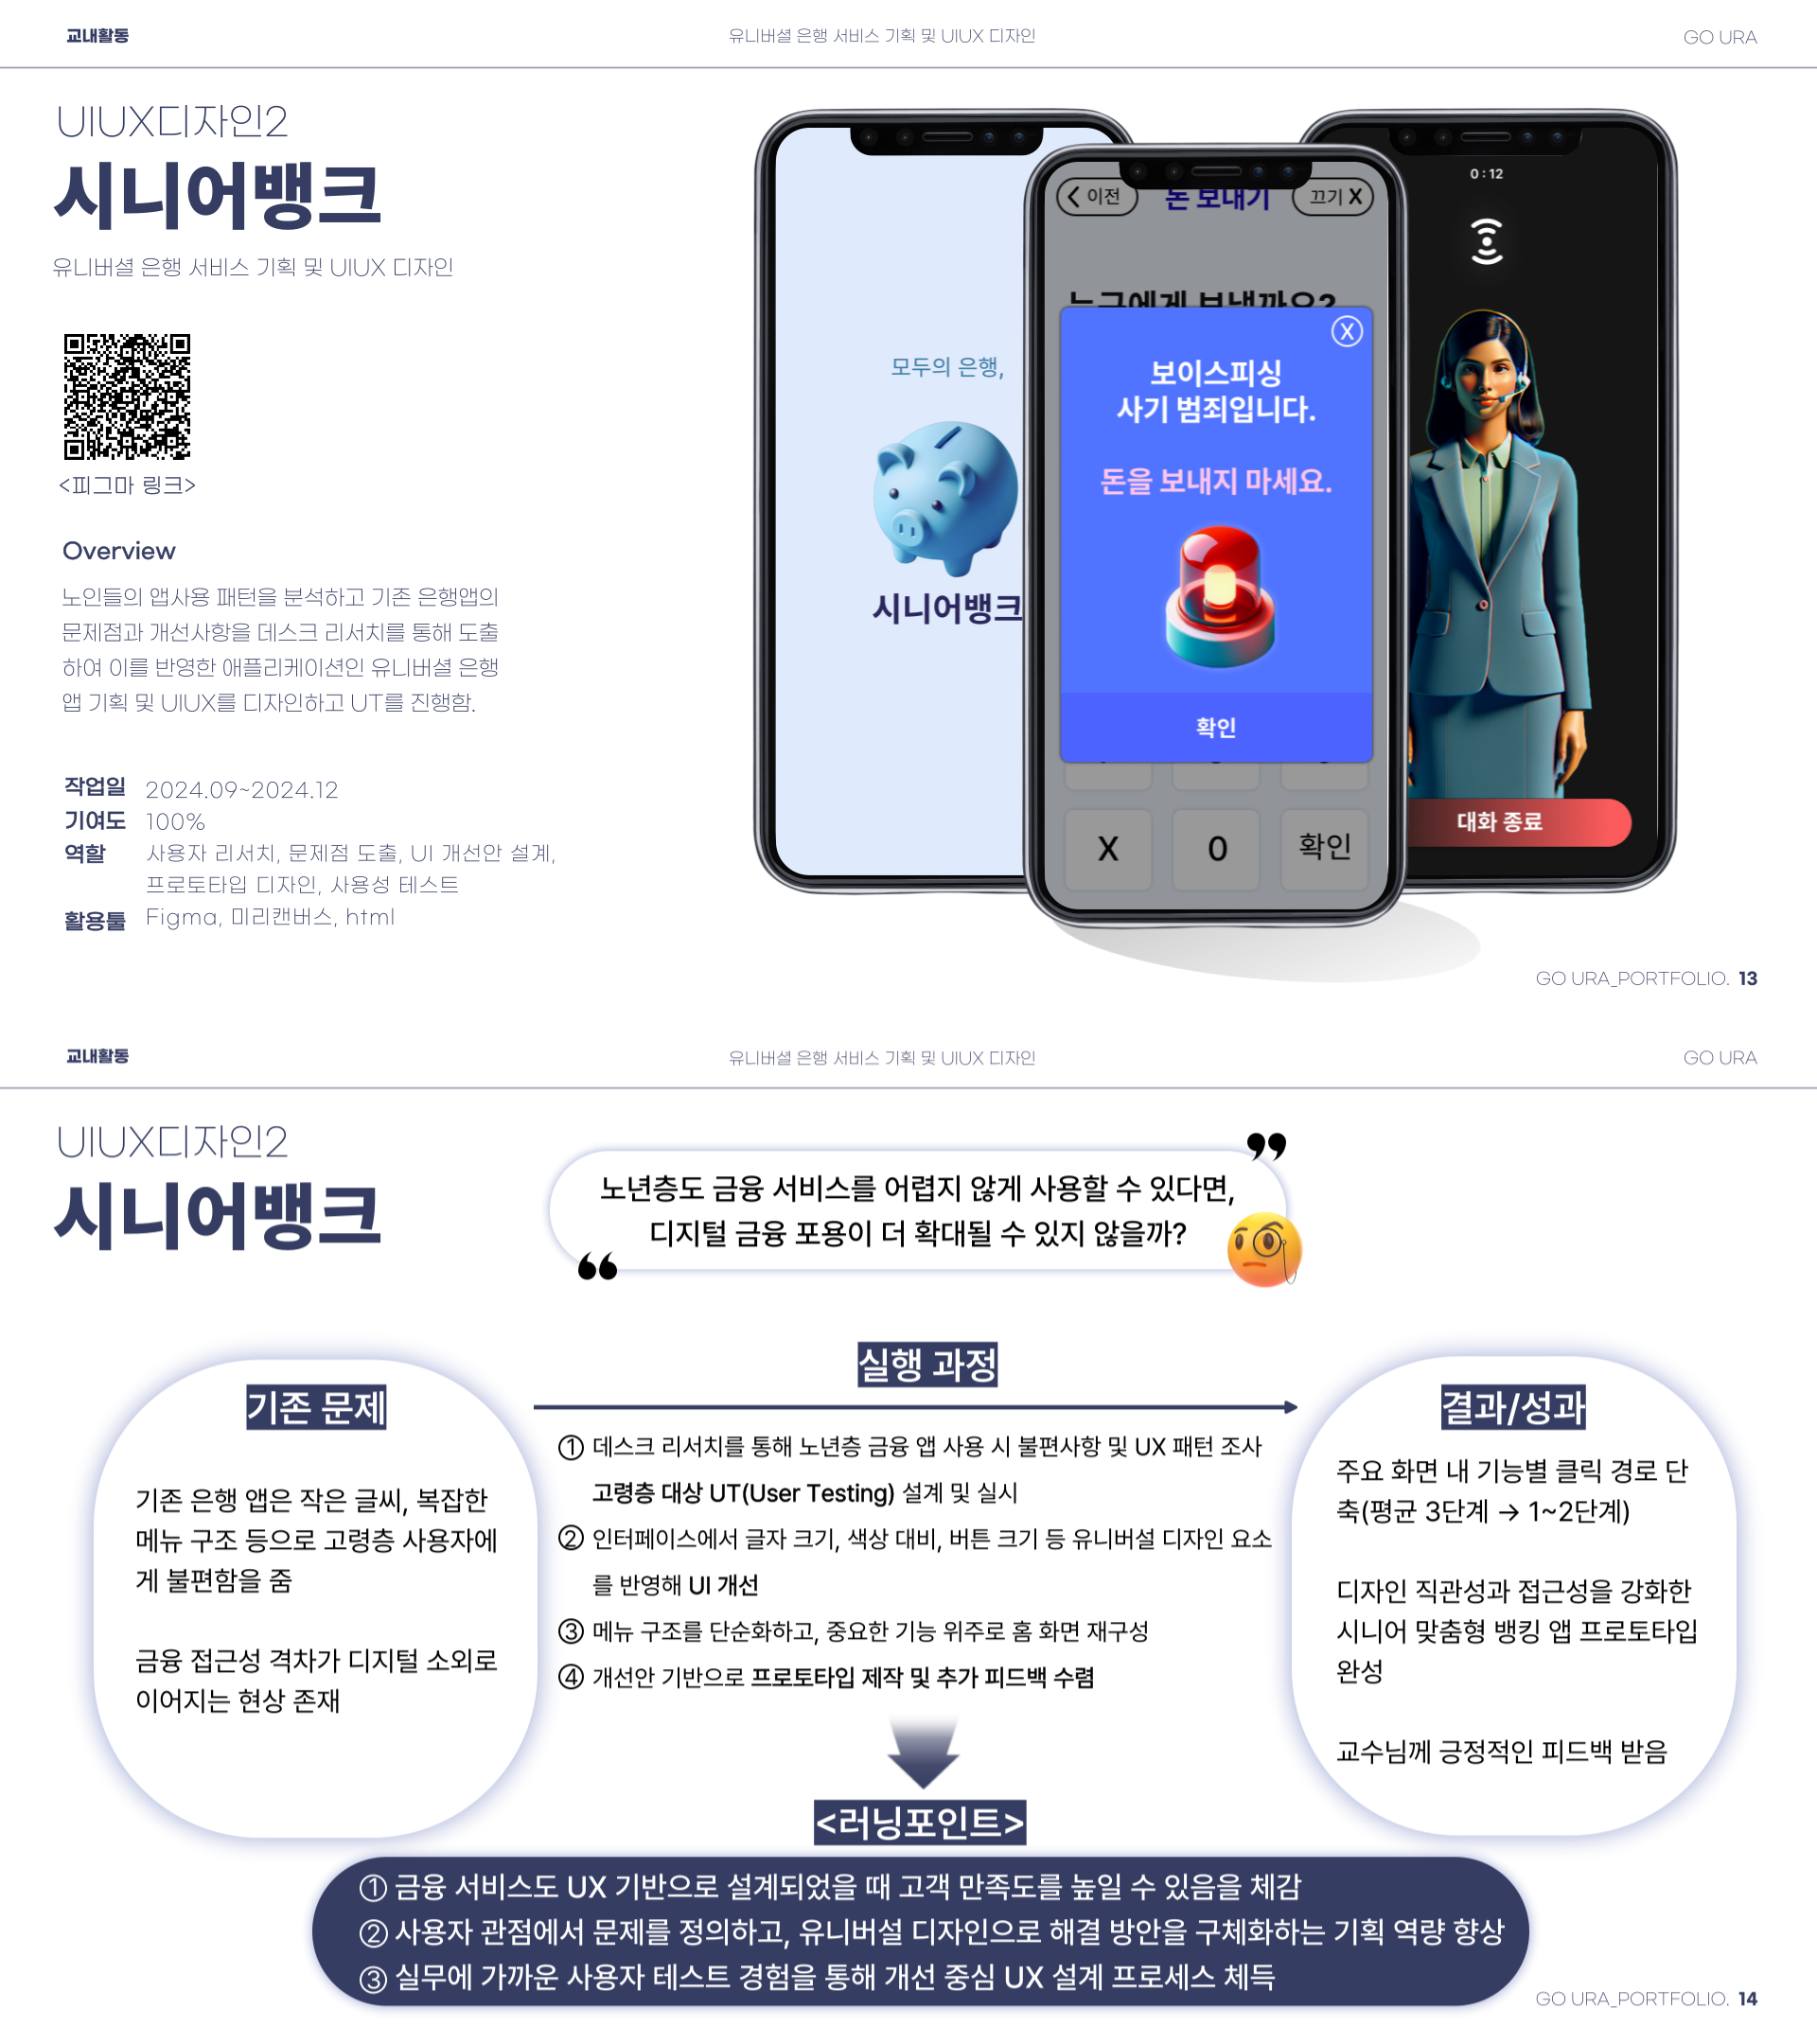 교내활동
유니버셜 은행 서비스 기획 및 UIUX 디자인
GO URA
UIUX디자인2
시니어뱅크
유니버셜 은행 서비스 기획 및 UIUX 디자인
<피그마 링크>
Overview
노인들의 앱사용 패턴을 분석하고 기존 은행앱의
문제점과 개선사항을 데스크 리서치를 통해 도출
하여 이를 반영한 애플리케이션인 유니버셜 은행
앱 기획 및 UIUX를 디자인하고 UT를 진행함.
작업일 2024.09~2024.12
기여도 100%
역할 사용자 리서치, 문제점 도출, UI 개선안 설계,
프로토타입 디자인, 사용성 테스트
활용툴 Figma, 미리캔버스, html
모두의 은행,
시니어뱅크
이전
돈 보내기
끄기 X
누구에게 보낼까요?
X
보이스피싱
사기 범죄입니다.
돈을 보내지 마세요.
확인
X 0 확인
0:12
대화 종료
GO URA_PORTFOLIO. 13
교내활동
유니버셜 은행 서비스 기획 및 UIUX 디자인
GO URA
UIUX디자인2
시니어뱅크
노년층도 금융 서비스를 어렵지 않게 사용할 수 있다면,
디지털 금융 포용이 더 확대될 수 있지 않을까?
기존 문제
기존 은행 앱은 작은 글씨, 복잡한
메뉴 구조 등으로 고령층 사용자에
게 불편함을 줌
금융 접근성 격차가 디지털 소외로
이어지는 현상 존재
실행 과정
① 데스크 리서치를 통해 노년층 금융 앱 사용 시 불편사항 및 UX 패턴 조사
고령층 대상 UT(User Testing) 설계 및 실시
② 인터페이스에서 글자 크기, 색상 대비, 버튼 크기 등 유니버설 디자인 요소
를 반영해 UI 개선
③ 메뉴 구조를 단순화하고, 중요한 기능 위주로 홈 화면 재구성
④ 개선안 기반으로 프로토타입 제작 및 추가 피드백 수렴
결과/성과
주요 화면 내 기능별 클릭 경로 단
축(평균 3단계 → 1~2단계)
디자인 직관성과 접근성을 강화한
시니어 맞춤형 뱅킹 앱 프로토타입
완성
교수님께 긍정적인 피드백 받음
<러닝포인트>
① 금융 서비스도 UX 기반으로 설계되었을 때 고객 만족도를 높일 수 있음을 체감
② 사용자 관점에서 문제를 정의하고, 유니버설 디자인으로 해결 방안을 구체화하는 기획 역량 향상
③ 실무에 가까운 사용자 테스트 경험을 통해 개선 중심 UX 설계 프로세스 체득
GO URA_PORTFOLIO. 14